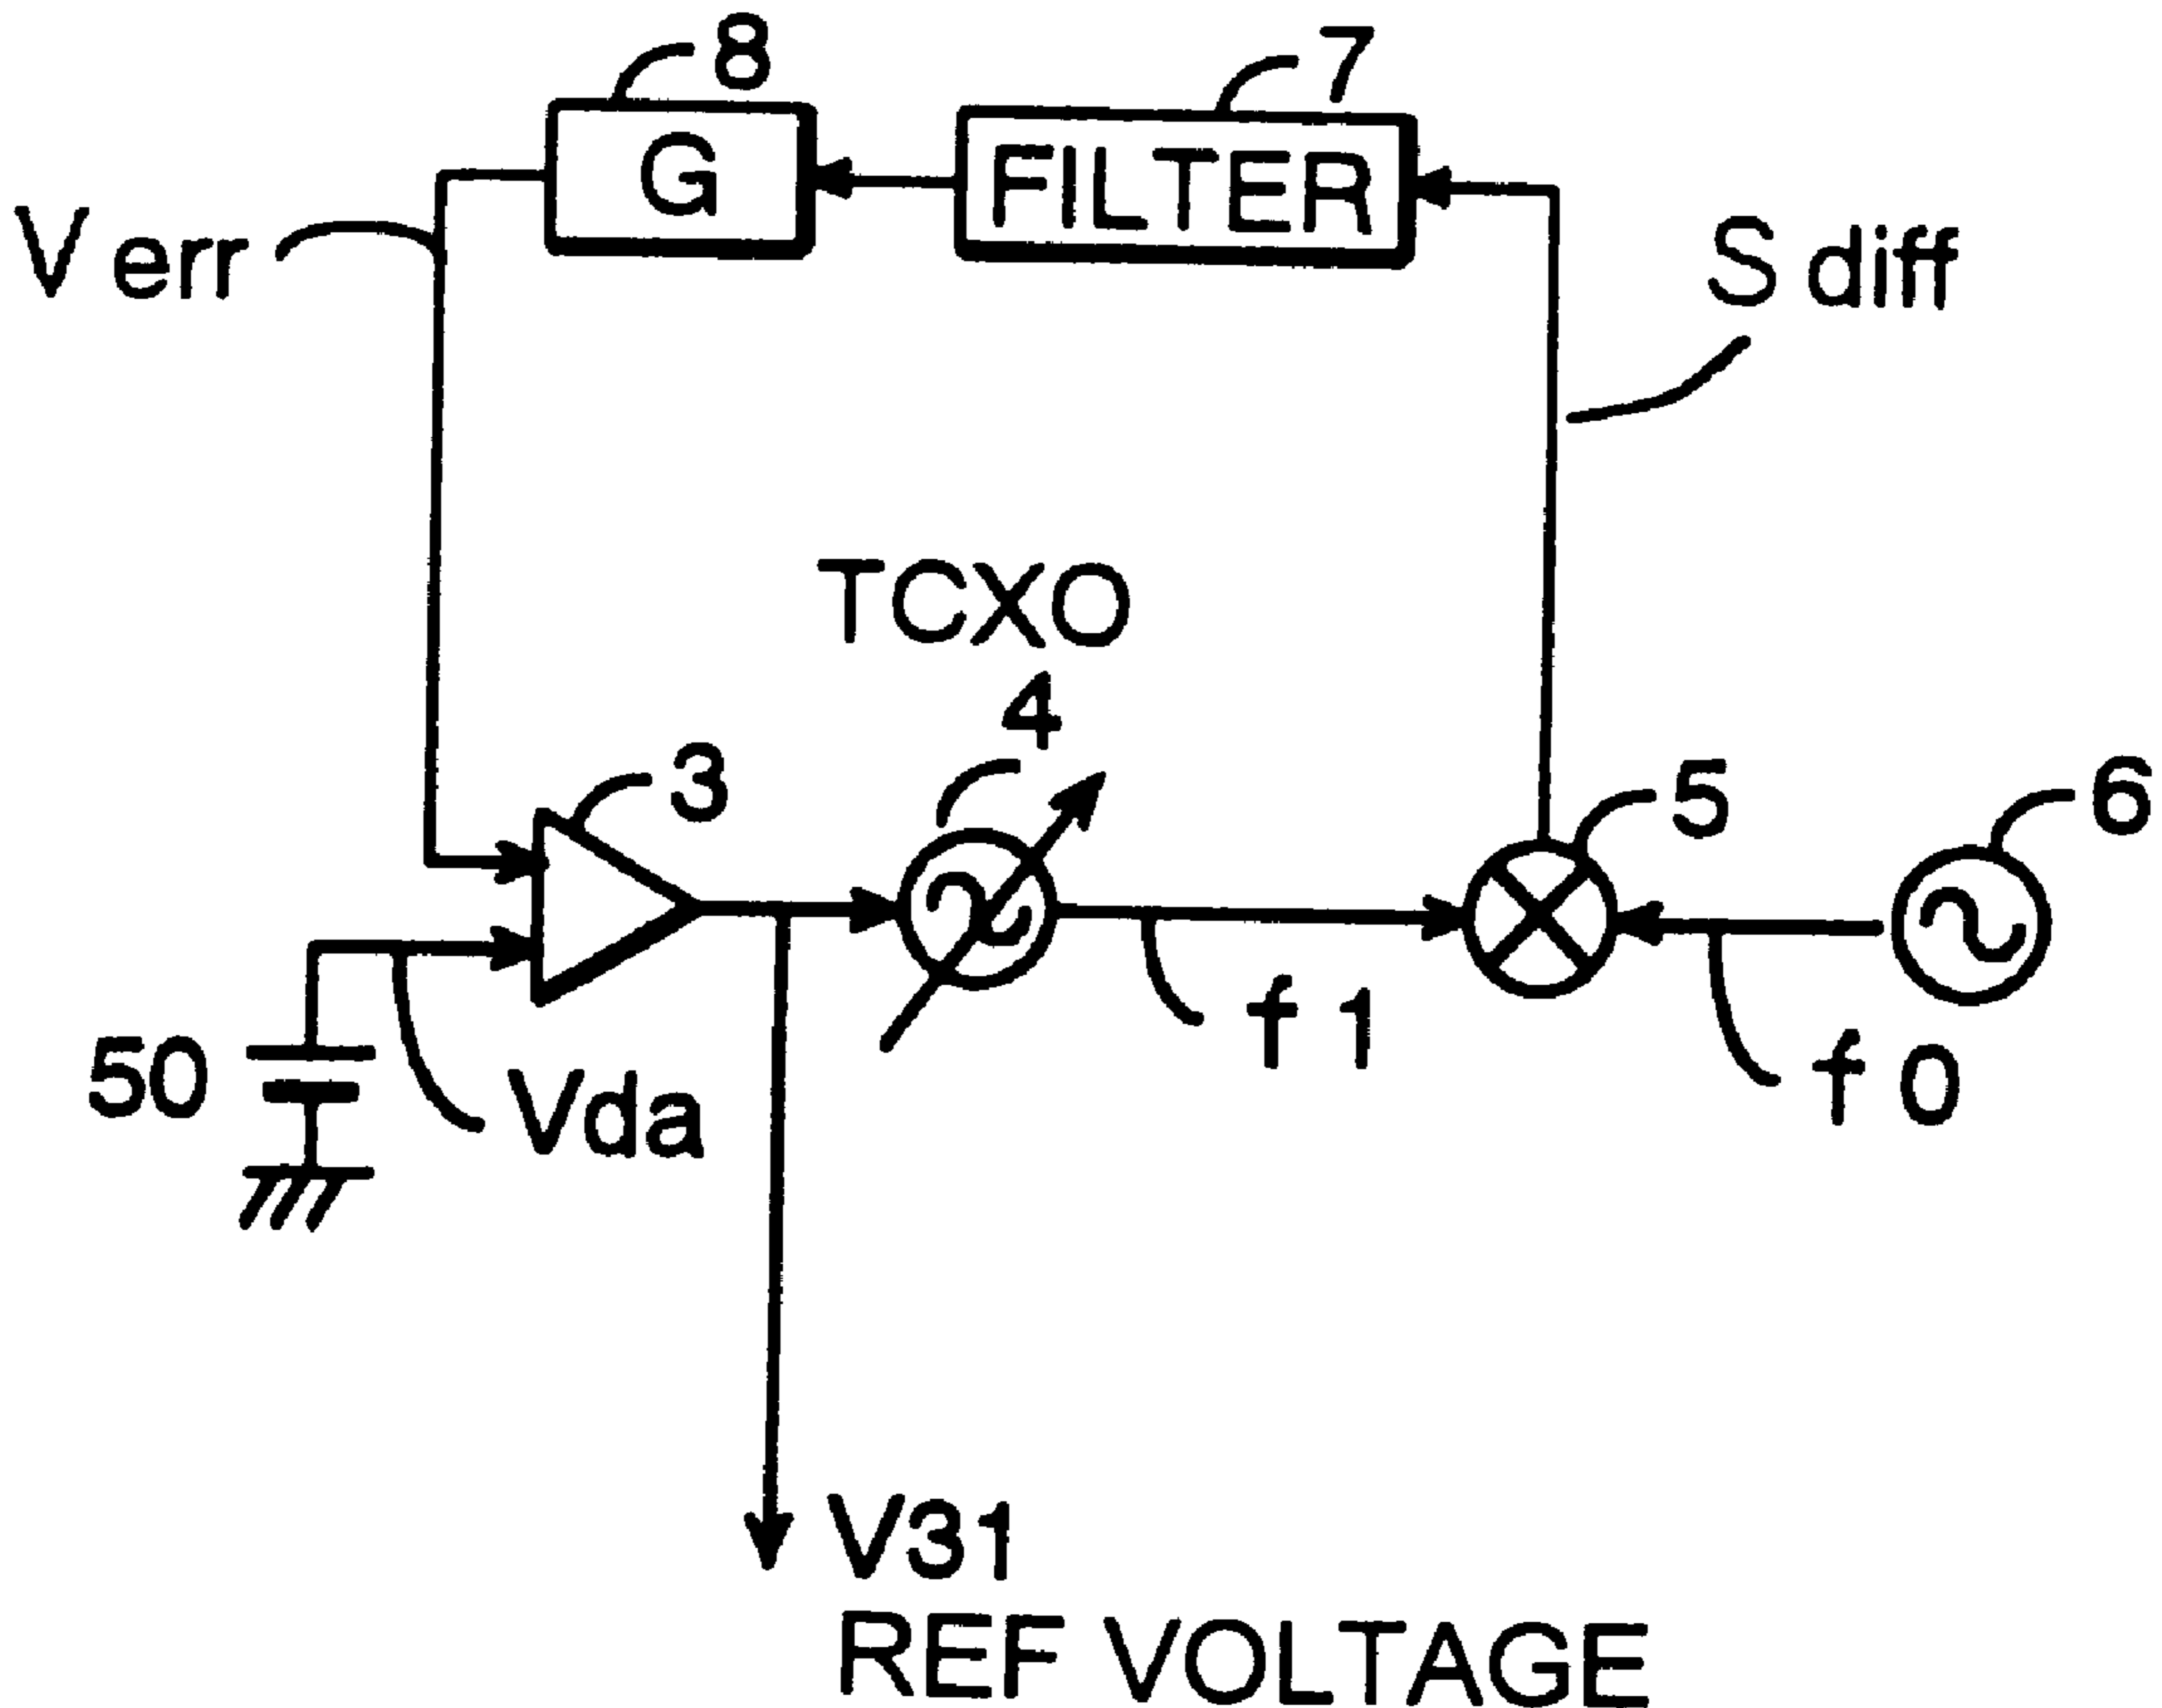 8
7
G
FILTER
V err
S diff
TCXO
4
3
5
6
f 1
f 0
50
Vda
V31
REF VOLTAGE